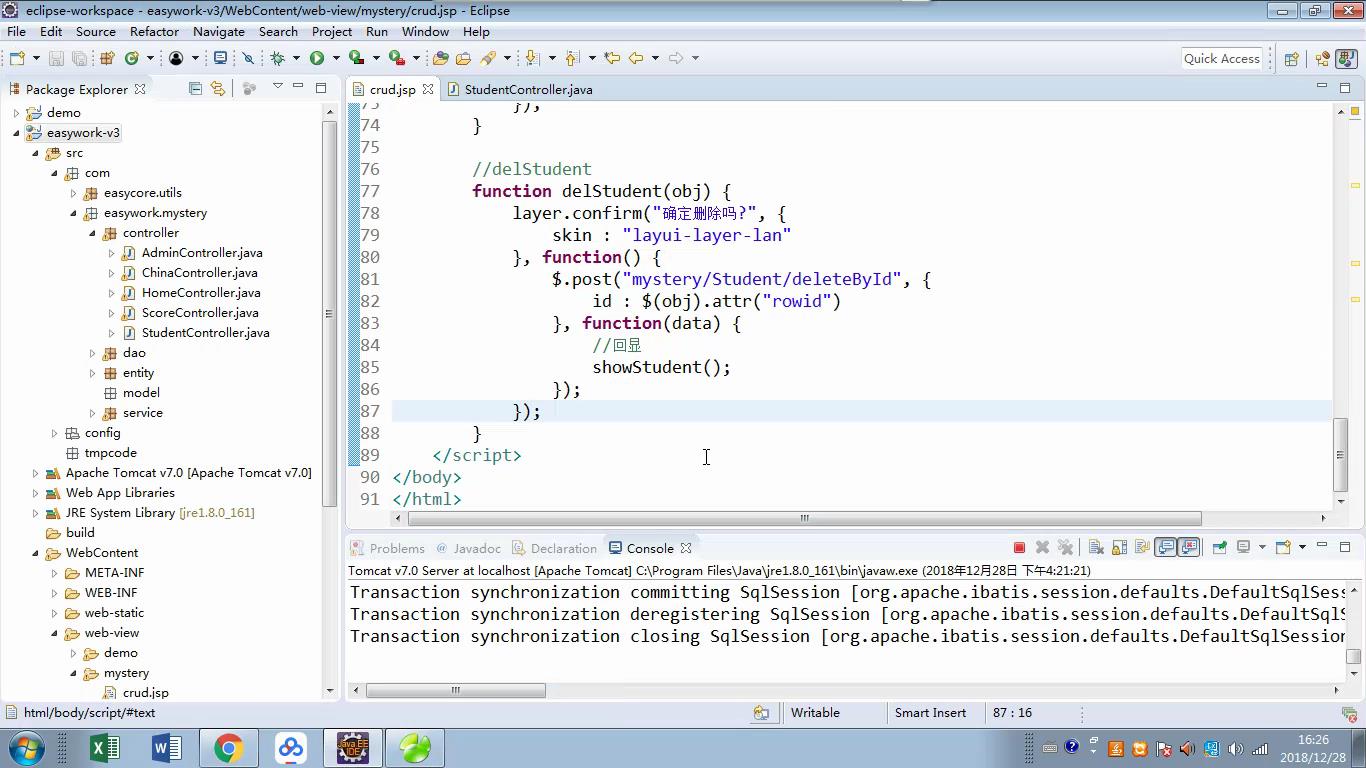 eclipse-workspace - easywork-v3/WebContent/web-view/mystery/crud.jsp - Eclipse
File Edit Source Refactor Navigate Search Project Run Window Help
Quick Access
Package Explorer
crud.jsp
StudentController.java
demo
easywork-v3
src
com
easycore.utils
easywork.mystery
controller
AdminController.java
ChinaController.java
HomeController.java
ScoreController.java
StudentController.java
dao
entity
model
service
config
tmpcode
Apache Tomcat v7.0 [Apache Tomcat v7.0]
Web App Libraries
JRE System Library [jre1.8.0_161]
build
WebContent
META-INF
WEB-INF
web-static
web-view
demo
mystery
crud.jsp
73 });
74 }
75
76 //delStudent
77 function delStudent(obj) {
78 layer.confirm("确定删除吗?", {
79 skin : "layui-layer-lan"
80 }, function() {
81 $.post("mystery/Student/deleteById", {
82 id : $(obj).attr("rowid")
83 }, function(data) {
84 //回显
85 showStudent();
86 });
87 });
88 }
89 </script>
90 </body>
91 </html>
Problems @ Javadoc Declaration Console
Tomcat v7.0 Server at localhost [Apache Tomcat] C:\Program Files\Java\jre1.8.0_161\bin\javaw.exe (2018年12月28日 下午4:21:21)
Transaction synchronization committing SqlSession [org.apache.ibatis.session.defaults.DefaultSqlSess
Transaction synchronization deregistering SqlSession [org.apache.ibatis.session.defaults.DefaultSqlS
Transaction synchronization closing SqlSession [org.apache.ibatis.session.defaults.DefaultSqlSession
html/body/script/#text
Writable
Smart Insert
87 : 16
Java EE IDE
16:26
2018/12/28